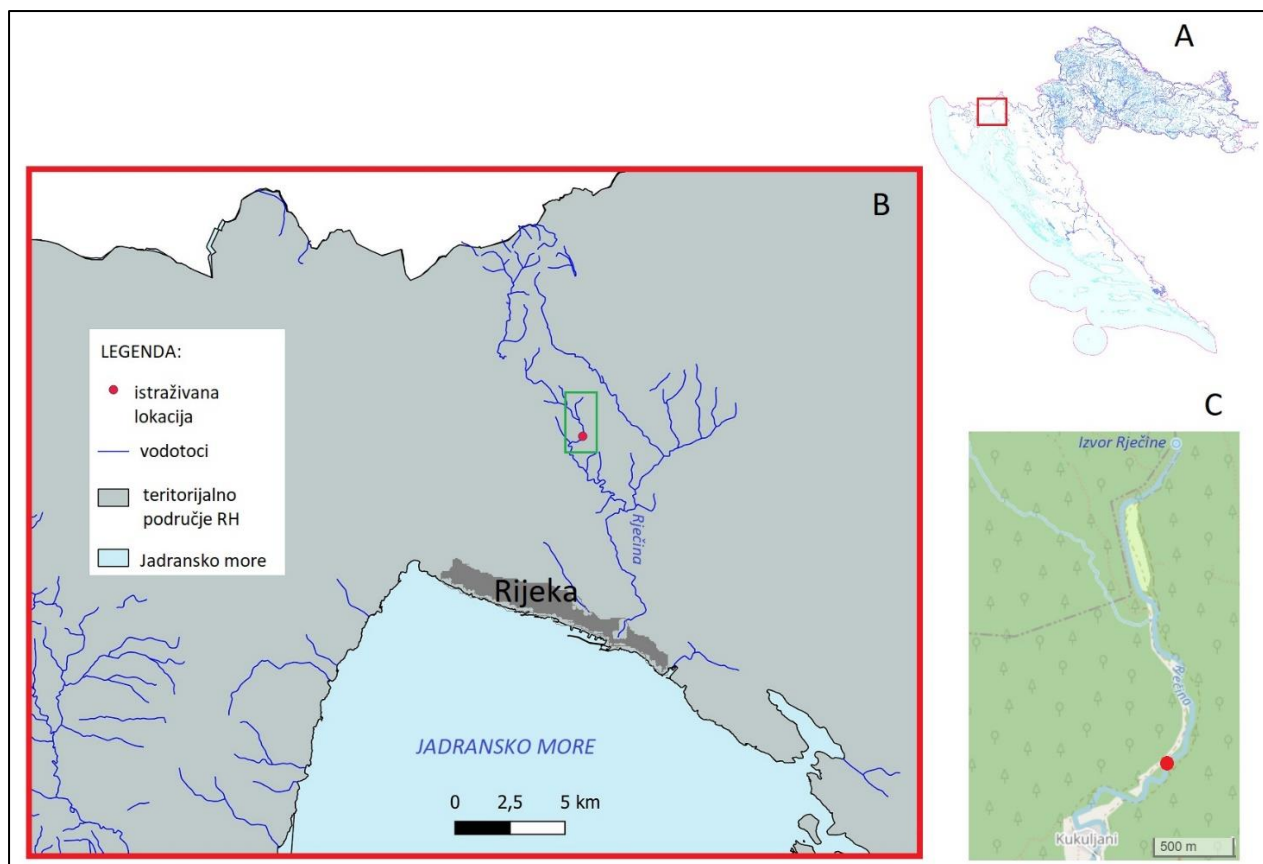 A
B
LEGENDA:
istraživana
lokacija
vodotoci
teritorijalno
područje RH
Jadransko more
Rječina
Rijeka
JADRANSKO MORE
0 2,5 5 km
C
Izvor Rječine
Rječina
Kukuljani
500 m